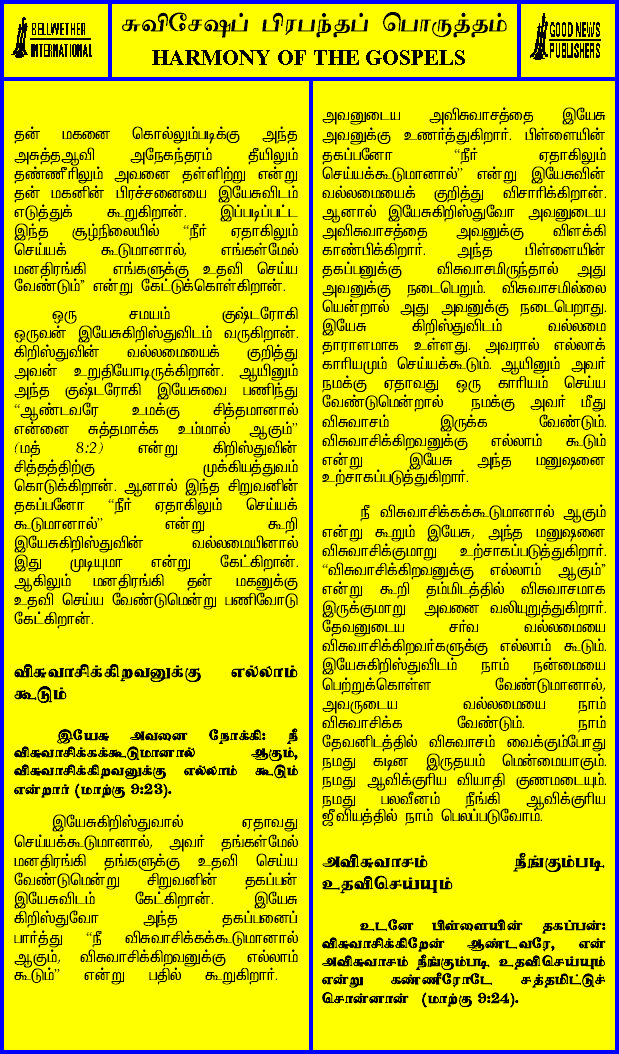 BELLWETHER
INTERNATIONAL
சுவிசேஷப் பிரபந்தப் பொருத்தம்
HARMONY OF THE GOSPELS
GOOD NEWS
PUBLISHERS
தன் மகனை கொல்லும்படிக்கு அந்த
அசுத்தஆவி அநேகந்தரம் தீயிலும்
தண்ணீரிலும் அவனை தள்ளிற்று என்று
தன் மகனின் பிரச்சனையை இயேசுவிடம்
எடுத்துக் கூறுகிறான். இப்படிப்பட்ட
இந்த சூழ்நிலையில் “நீர் ஏதாகிலும்
செய்யக் கூடுமானால், எங்கள்மேல்
மனதிரங்கி எங்களுக்கு உதவி செய்ய
வேண்டும்” என்று கேட்டுக்கொள்கிறான்.
ஒரு சமயம் குஷ்டரோகி
ஒருவன் இயேசுகிறிஸ்துவிடம் வருகிறான்.
கிறிஸ்துவின் வல்லமையைக் குறித்து
அவன் உறுதியோடிருக்கிறான். ஆயினும்
அந்த குஷ்டரோகி இயேசுவை பணிந்து
“ஆண்டவரே உமக்கு சித்தமானால்
என்னை சுத்தமாக்க உம்மால் ஆகும்”
(மத் 8:2) என்று கிறிஸ்துவின்
சித்தத்திற்கு முக்கியத்துவம்
கொடுக்கிறான். ஆனால் இந்த சிறுவனின்
தகப்பனோ “நீர் ஏதாகிலும் செய்யக்
கூடுமானால்” என்று கூறி
இயேசுகிறிஸ்துவின் வல்லமையினால்
இது முடியுமா என்று கேட்கிறான்.
ஆகிலும் மனதிரங்கி தன் மகனுக்கு
உதவி செய்ய வேண்டுமென்று பணிவோடு
கேட்கிறான்.
விசுவாசிக்கிறவனுக்கு எல்லாம்
கூடும்
இயேசு அவனை நோக்கி: நீ
விசுவாசிக்கக்கூடுமானால் ஆகும்,
விசுவாசிக்கிறவனுக்கு எல்லாம் கூடும்
என்றார் (மாற்கு 9:23).
இயேசுகிறிஸ்துவால் ஏதாவது
செய்யக்கூடுமானால், அவர் தங்கள்மேல்
மனதிரங்கி தங்களுக்கு உதவி செய்ய
வேண்டுமென்று சிறுவனின் தகப்பன்
இயேசுவிடம் கேட்கிறான். இயேசு
கிறிஸ்துவோ அந்த தகப்பனைப்
பார்த்து “நீ விசுவாசிக்கக்கூடுமானால்
ஆகும், விசுவாசிக்கிறவனுக்கு எல்லாம்
கூடும்” என்று பதில் கூறுகிறார்.
அவனுடைய அவிசுவாசத்தை இயேசு
அவனுக்கு உணர்த்துகிறார். பிள்ளையின்
தகப்பனோ “நீர் ஏதாகிலும்
செய்யக்கூடுமானால்” என்று இயேசுவின்
வல்லமையைக் குறித்து விசாரிக்கிறான்.
ஆனால் இயேசுகிறிஸ்துவோ அவனுடைய
அவிசுவாசத்தை அவனுக்கு விளக்கி
காண்பிக்கிறார். அந்த பிள்ளையின்
தகப்பனுக்கு விசுவாசமிருந்தால் அது
அவனுக்கு நடைபெறும். விசுவாசமில்லை
யென்றால் அது அவனுக்கு நடைபெறாது.
இயேசு கிறிஸ்துவிடம் வல்லமை
தாராளமாக உள்ளது. அவரால் எல்லாக்
காரியமும் செய்யக்கூடும். ஆயினும் அவர்
நமக்கு ஏதாவது ஒரு காரியம் செய்ய
வேண்டுமென்றால் நமக்கு அவர் மீது
விசுவாசம் இருக்க வேண்டும்.
விசுவாசிக்கிறவனுக்கு எல்லாம் கூடும்
என்று இயேசு அந்த மனுஷனை
உற்சாகப்படுத்துகிறார்.
நீ விசுவாசிக்கக்கூடுமானால் ஆகும்
என்று கூறும் இயேசு, அந்த மனுஷனை
விசுவாசிக்குமாறு உற்சாகப்படுத்துகிறார்.
“விசுவாசிக்கிறவனுக்கு எல்லாம் ஆகும்”
என்று கூறி தம்மிடத்தில் விசுவாசமாக
இருக்குமாறு அவனை வலியுறுத்துகிறார்.
தேவனுடைய சர்வ வல்லமையை
விசுவாசிக்கிறவர்களுக்கு எல்லாம் கூடும்.
இயேசுகிறிஸ்துவிடம் நாம் நன்மையை
பெற்றுக்கொள்ள வேண்டுமானால்,
அவருடைய வல்லமையை நாம்
விசுவாசிக்க வேண்டும். நாம்
தேவனிடத்தில் விசுவாசம் வைக்கும்போது
நமது கடின இருதயம் மென்மையாகும்.
நமது ஆவிக்குரிய வியாதி குணமடையும்.
நமது பலவீனம் நீங்கி ஆவிக்குரிய
ஜீவியத்தில் நாம் பெலப்படுவோம்.
அவிசுவாசம் நீங்கும்படி
உதவிசெய்யும்
உடனே பிள்ளையின் தகப்பன்:
விசுவாசிக்கிறேன் ஆண்டவரே, என்
அவிசுவாசம் நீங்கும்படி உதவிசெய்யும்
என்று கண்ணீரோடே சத்தமிட்டுச்
சொன்னான் (மாற்கு 9:24).